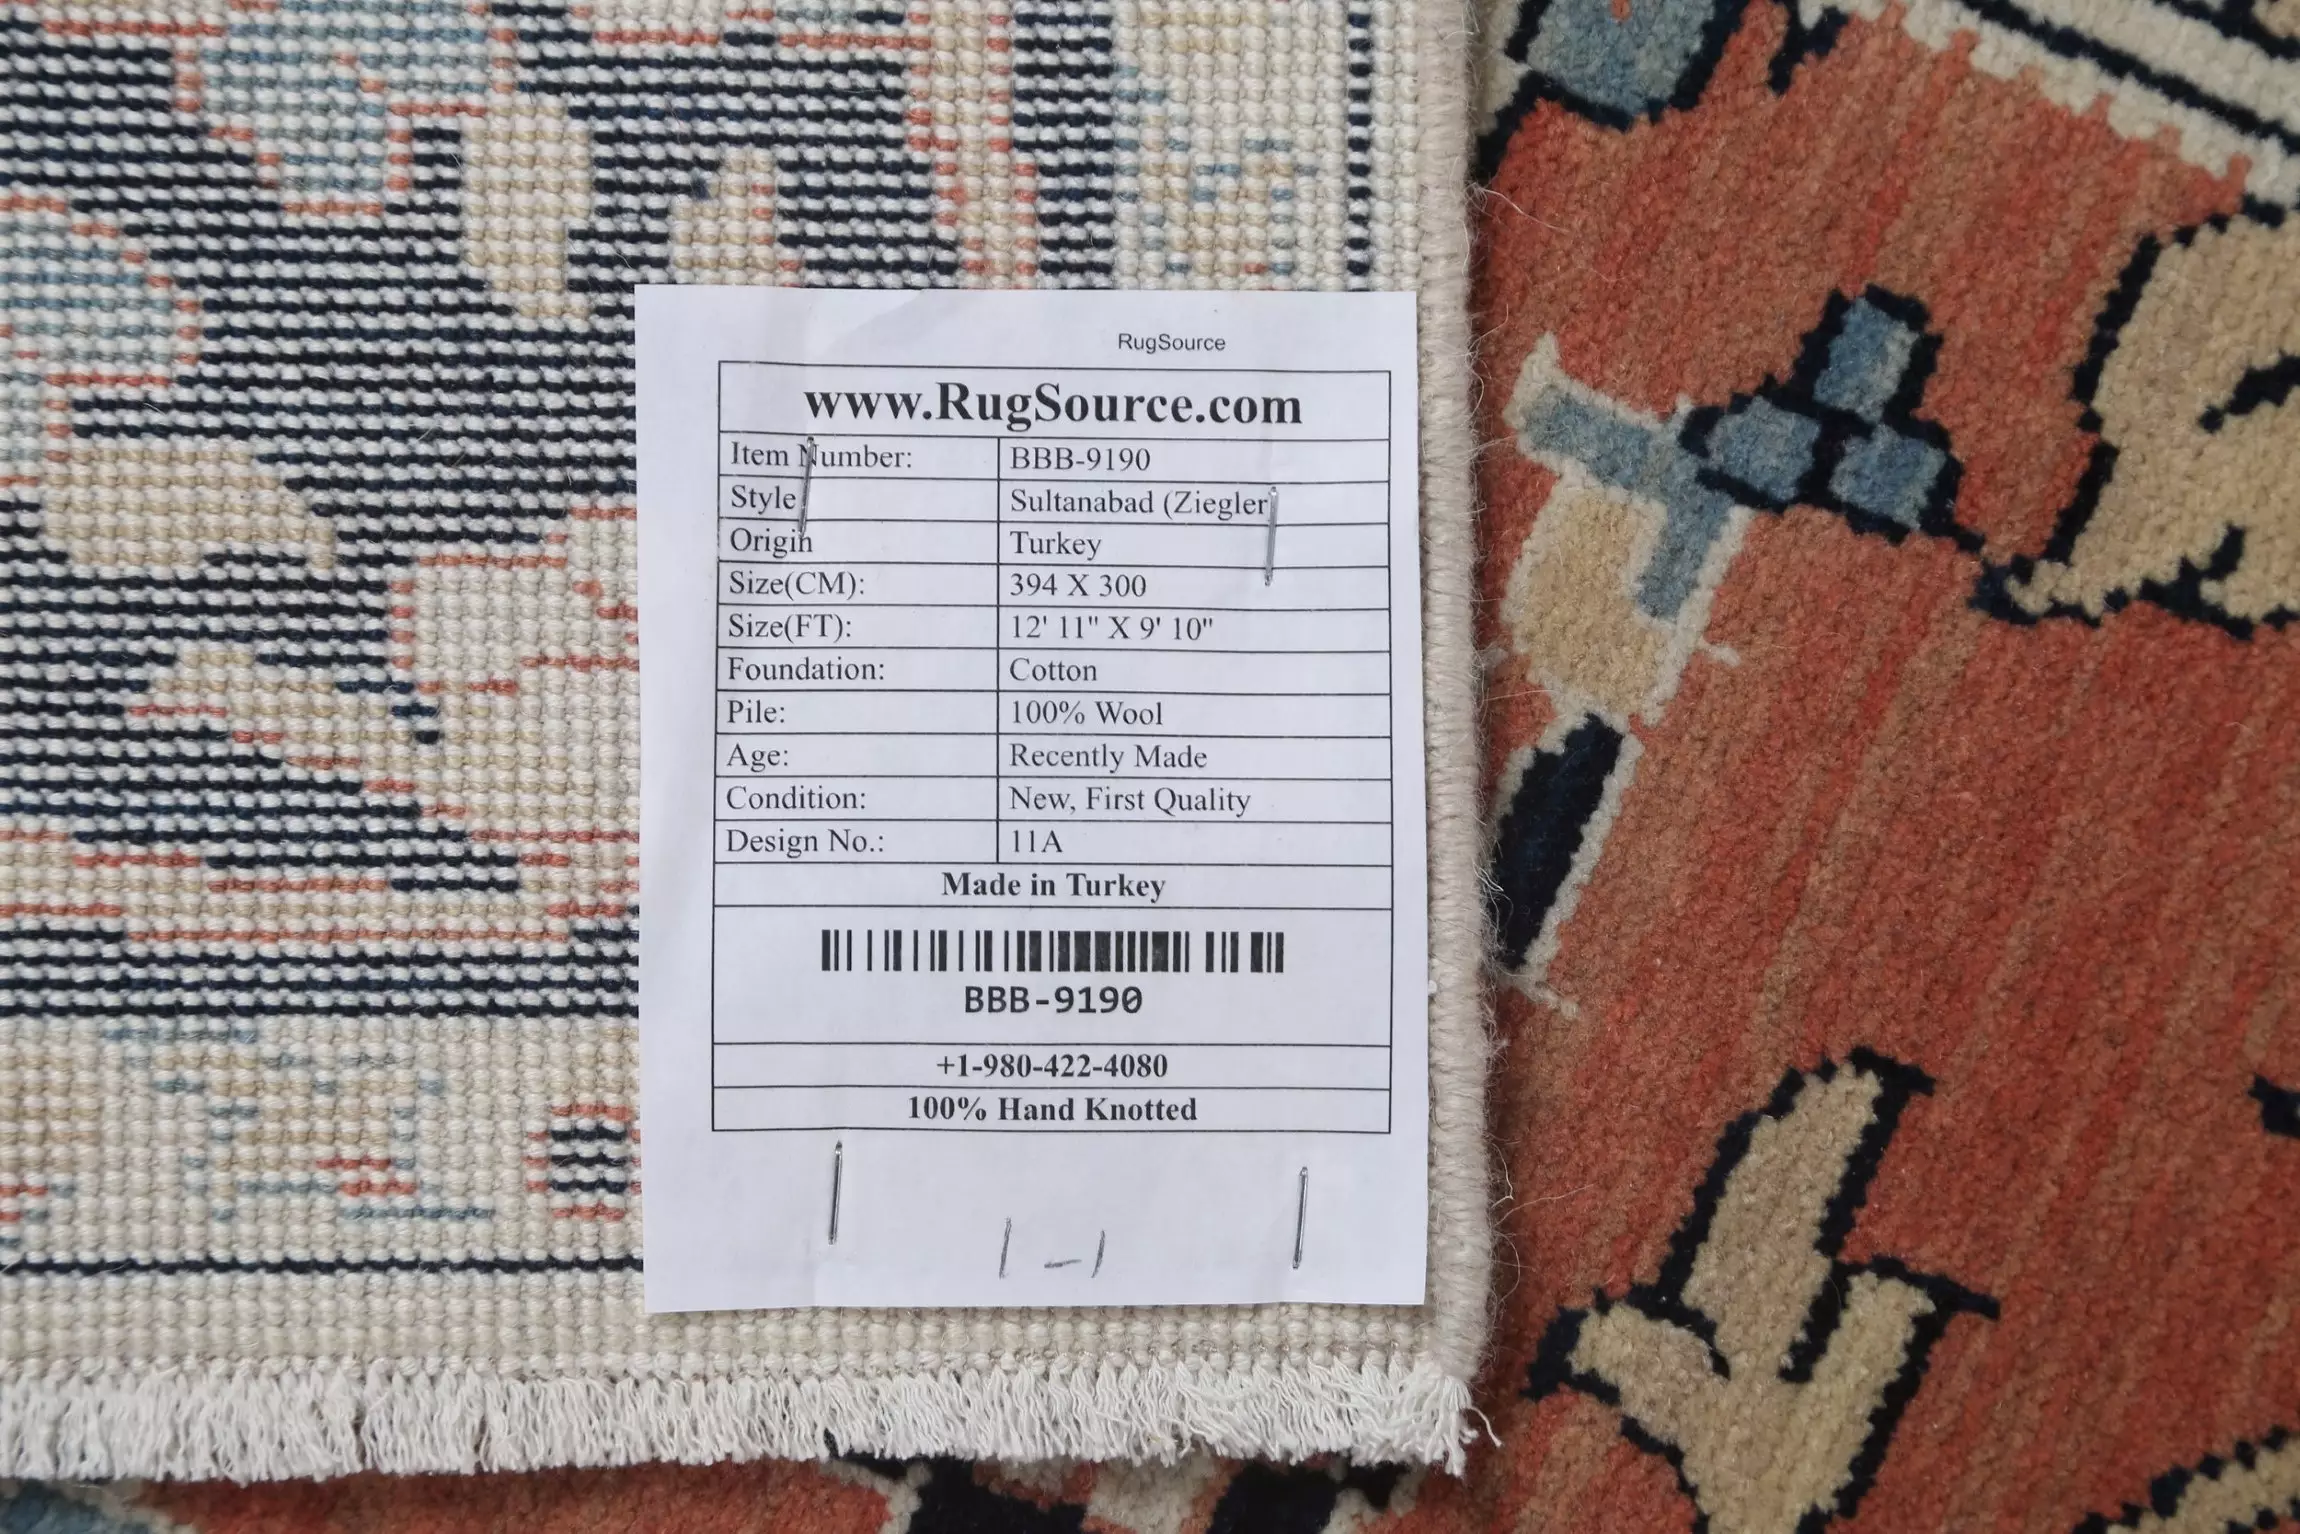 RugSource
www.RugSource.com
Item Number: BBB-9190
Style Sultanabad (Ziegler)
Origin Turkey
Size(CM): 394 X 300
Size(FT): 12' 11" X 9' 10"
Foundation: Cotton
Pile: 100% Wool
Age: Recently Made
Condition: New, First Quality
Design No.: 11A
Made in Turkey
BBB-9190
+1-980-422-4080
100% Hand Knotted
1-1